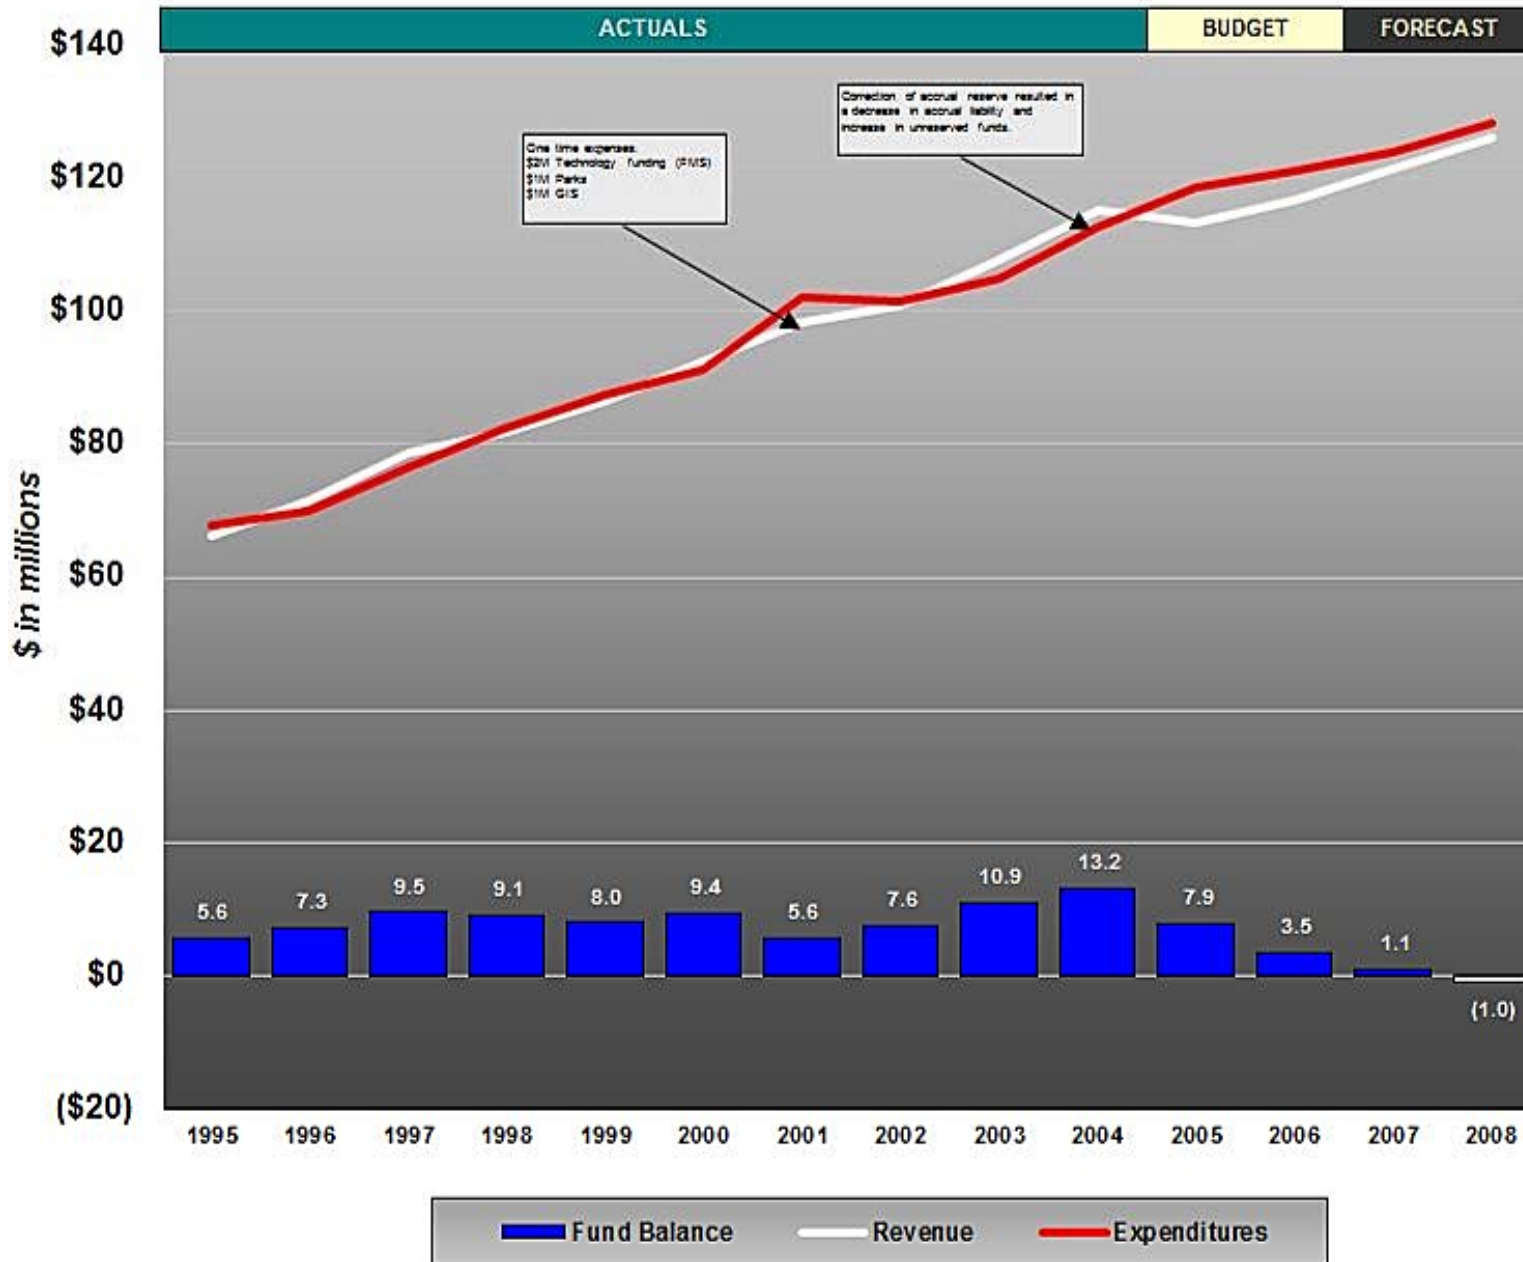 ACTUALS BUDGET FORECAST
$140
Correction of accrual reserve resulted in
a decrease in accrual liability and
increase in unreserved funds.
One time expenses.
$2M Technology funding (FMS)
$1M Parks
$1M GIS
$120
$100
$80
$60
$ in millions
$40
$20
5.6 7.3 9.5 9.1 8.0 9.4 5.6 7.6 10.9 13.2 7.9 3.5 1.1
$0
(1.0)
($20)
1995 1996 1997 1998 1999 2000 2001 2002 2003 2004 2005 2006 2007 2008
Fund Balance Revenue Expenditures